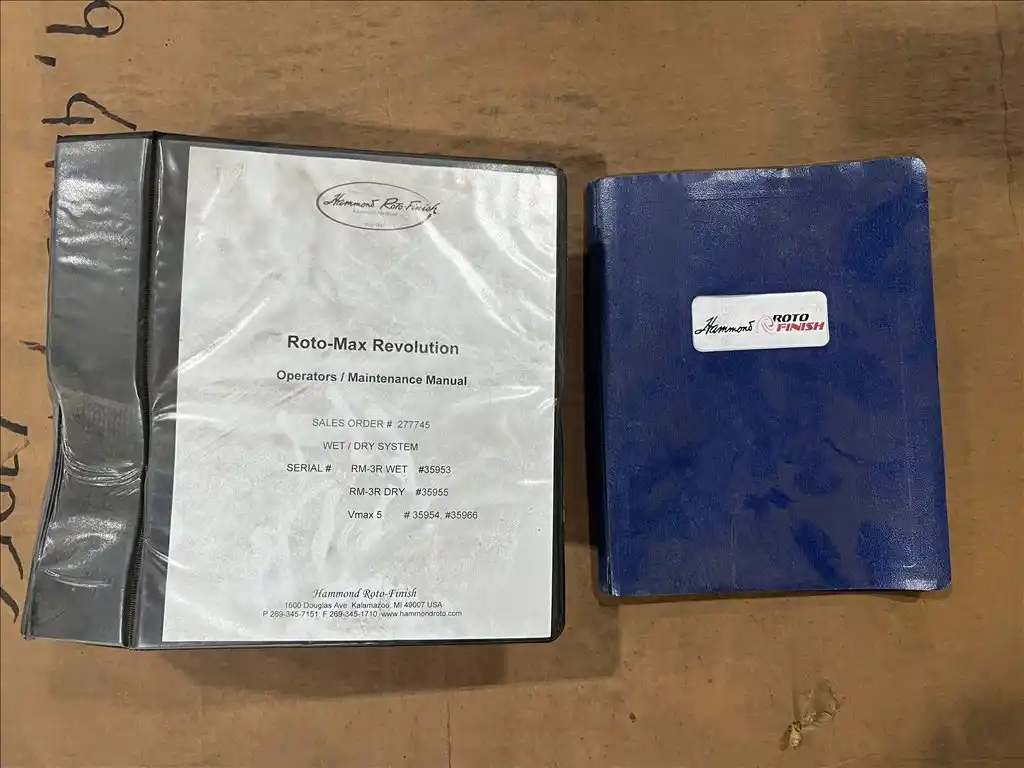 Hammond Roto-Finish
Roto-Max Revolution
Operators / Maintenance Manual
SALES ORDER # 277745
WET / DRY SYSTEM
SERIAL # RM-3R WET #35953
RM-3R DRY #35955
Vmax 5 # 35954, #35966
Hammond Roto-Finish
1600 Douglas Ave Kalamazoo, MI 49007 USA
P 269-345-7151 F 269-345-1710 www.hammondroto.com
Hammond ROTO
FINISH